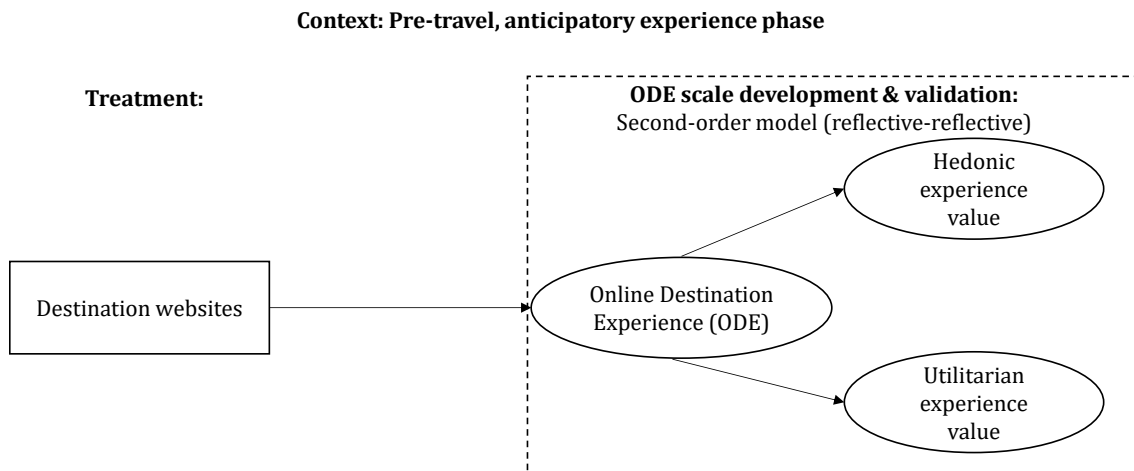 Context: Pre-travel, anticipatory experience phase
Treatment:
ODE scale development & validation:
Second-order model (reflective-reflective)
Hedonic
experience
value
Destination websites
Online Destination
Experience (ODE)
Utilitarian
experience
value